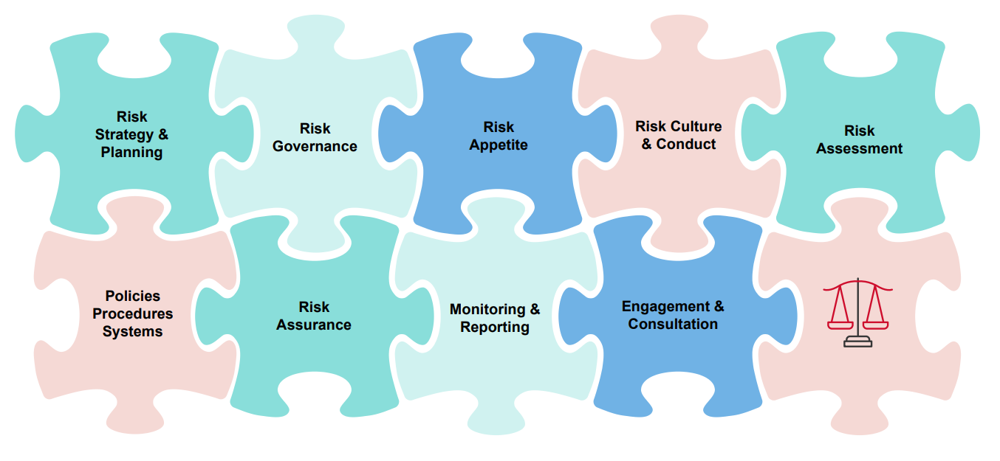 Risk
Strategy &
Planning
Risk
Governance
Risk
Appetite
Risk Culture
& Conduct
Risk
Assessment
Policies
Procedures
Systems
Risk
Assurance
Monitoring &
Reporting
Engagement &
Consultation